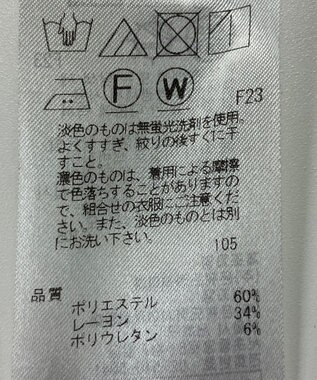 F W F23
淡色のものは無蛍光洗剤を使用。
よくすすぎ、絞りの後すぐに干
すこと。
濃色のものは、着用による摩擦
で色落ちすることがありますの
で、組合せの衣服にご注意くだ
さい。また、淡色のものとは別
にお洗い下さい。
105
品質
ポリエステル 60%
レーヨン 34%
ポリウレタン 6%